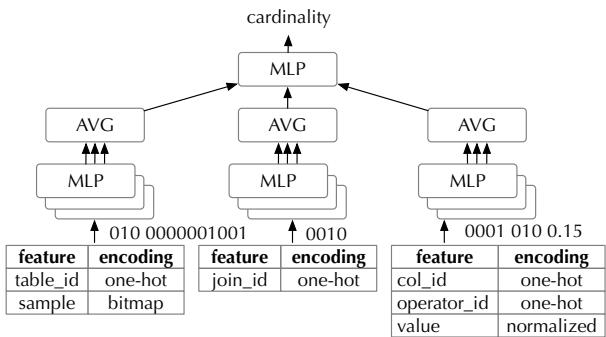 cardinality
MLP
AVG AVG AVG
MLP MLP MLP
010 0000001001 0010 0001 010 0.15
feature encoding feature encoding feature encoding
table_id one-hot join_id one-hot col_id one-hot
sample bitmap operator_id one-hot
value normalized